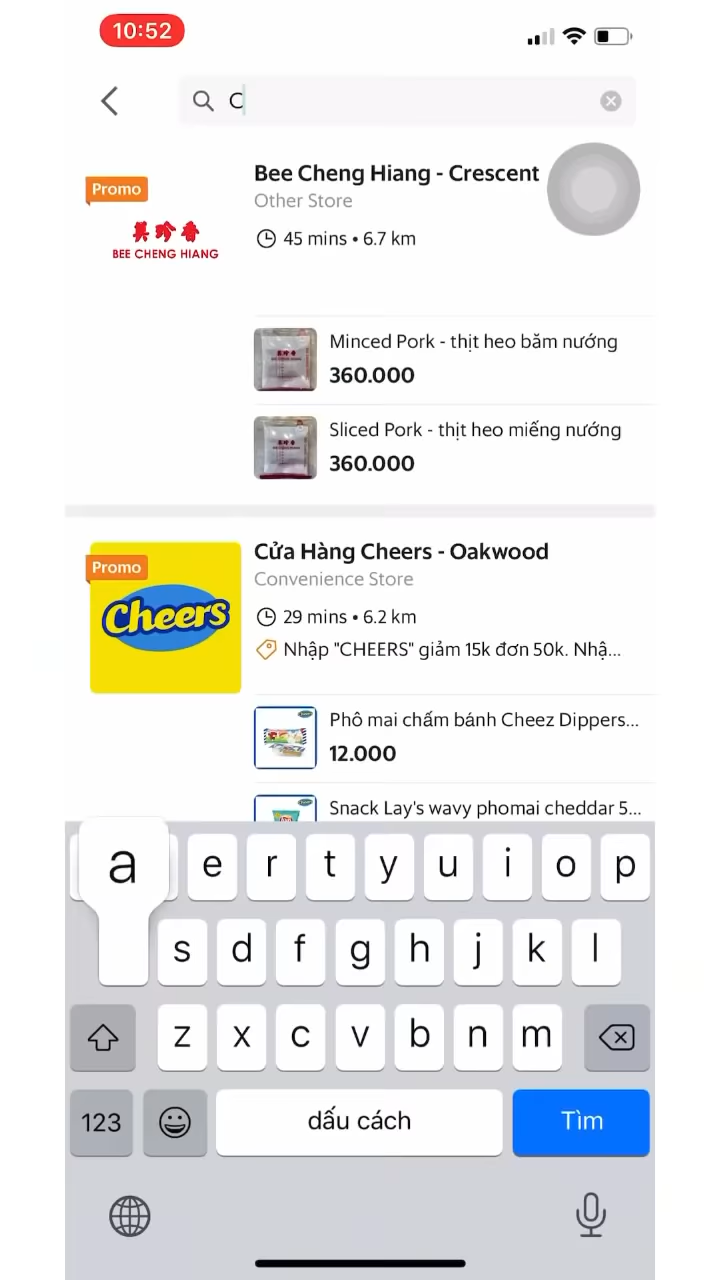 10:52
C
Promo
美珍香
BEE CHENG HIANG
Bee Cheng Hiang - Crescent
Other Store
45 mins • 6.7 km
Minced Pork - thịt heo băm nướng
360.000
Sliced Pork - thịt heo miếng nướng
360.000
Promo
Cheers
Cửa Hàng Cheers - Oakwood
Convenience Store
29 mins • 6.2 km
Nhập "CHEERS" giảm 15k đơn 50k. Nhậ...
Phô mai chấm bánh Cheez Dippers...
12.000
Snack Lay's wavy phomai cheddar 5...
a e r t y u i o p
s d f g h j k l
z x c v b n m
123 dấu cách Tìm